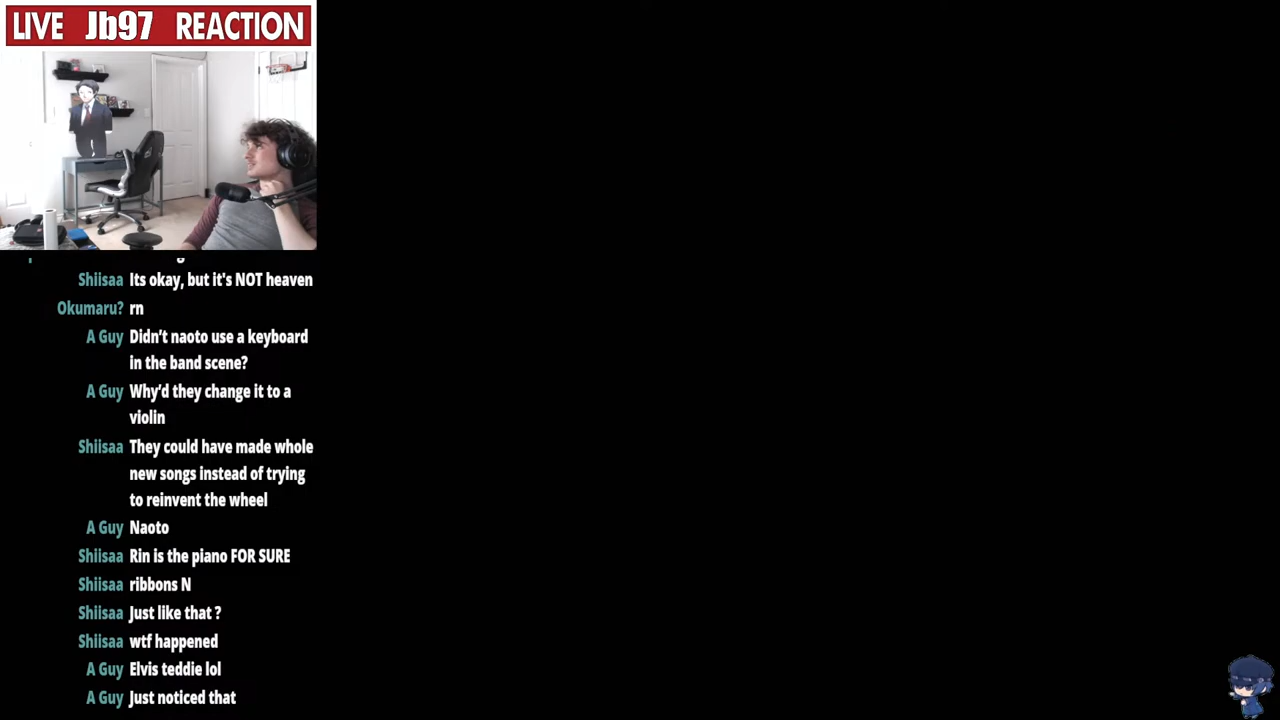 LIVE Jb97 REACTION
Shiisaa Its okay, but it's NOT heaven
Okumaru? rn
A Guy Didn't naoto use a keyboard
in the band scene?
A Guy Why'd they change it to a
violin
Shiisaa They could have made whole
new songs instead of trying
to reinvent the wheel
A Guy Naoto
Shiisaa Rin is the piano FOR SURE
Shiisaa ribbons N
Shiisaa Just like that ?
Shiisaa wtf happened
A Guy Elvis teddie lol
A Guy Just noticed that